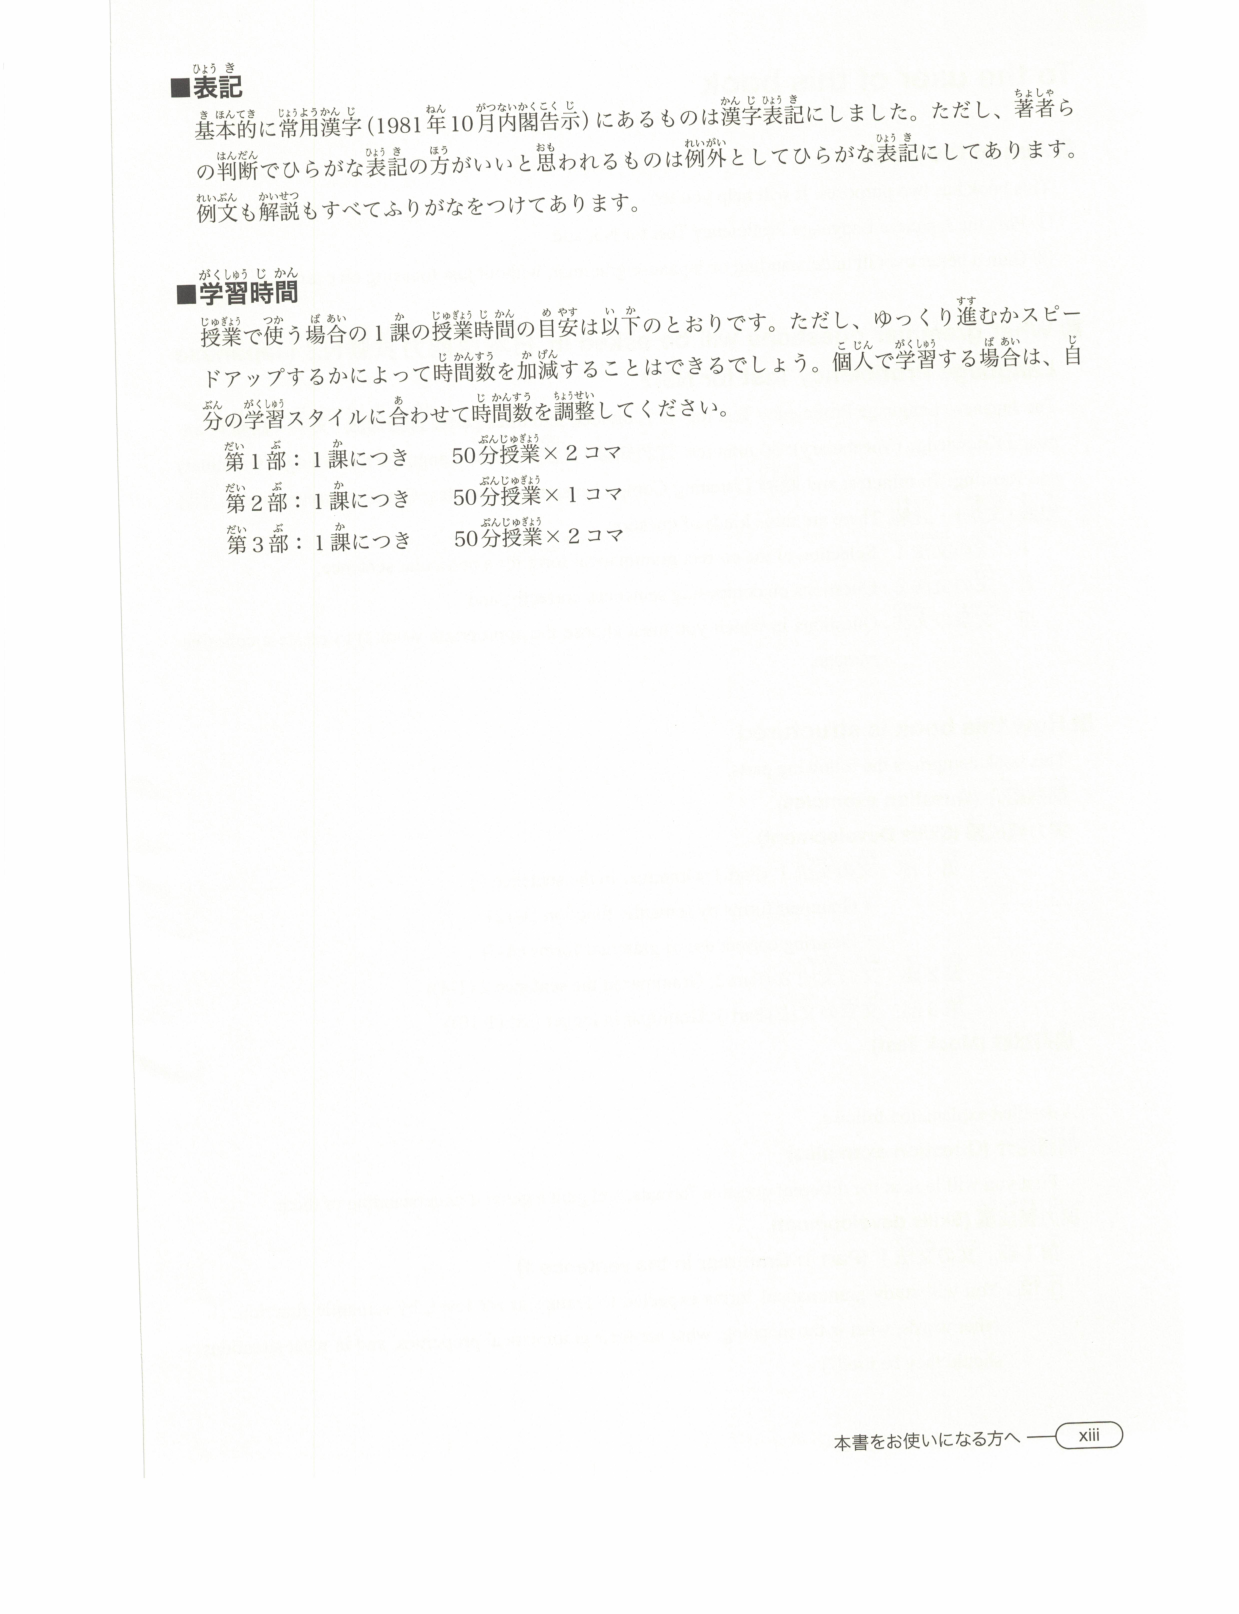 ■表記
基本的に常用漢字(1981年10月内閣告示)にあるものは漢字表記にしました。ただし、著者ら
の判断でひらがな表記の方がいいと思われるものは例外としてひらがな表記にしてあります。
例文も解説もすべてふりがなをつけてあります。
■学習時間
授業で使う場合の1課の授業時間の目安は以下のとおりです。ただし、ゆっくり進むかスピー
ドアップするかによって時間数を加減することはできるでしょう。個人で学習する場合は、自
分の学習スタイルに合わせて時間数を調整してください。
第1部：1課につき　50分授業×2コマ
第2部：1課につき　50分授業×1コマ
第3部：1課につき　50分授業×2コマ
本書をお使いになる方へ xiii